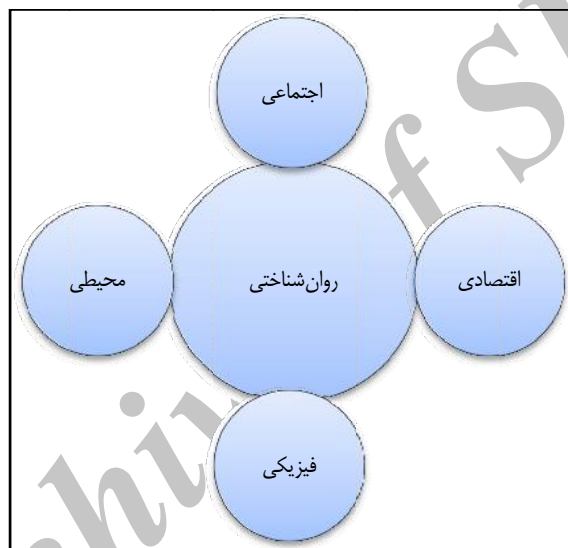 اجتماعی
اقتصادی
روان‌شناختی
محیطی
فیزیکی